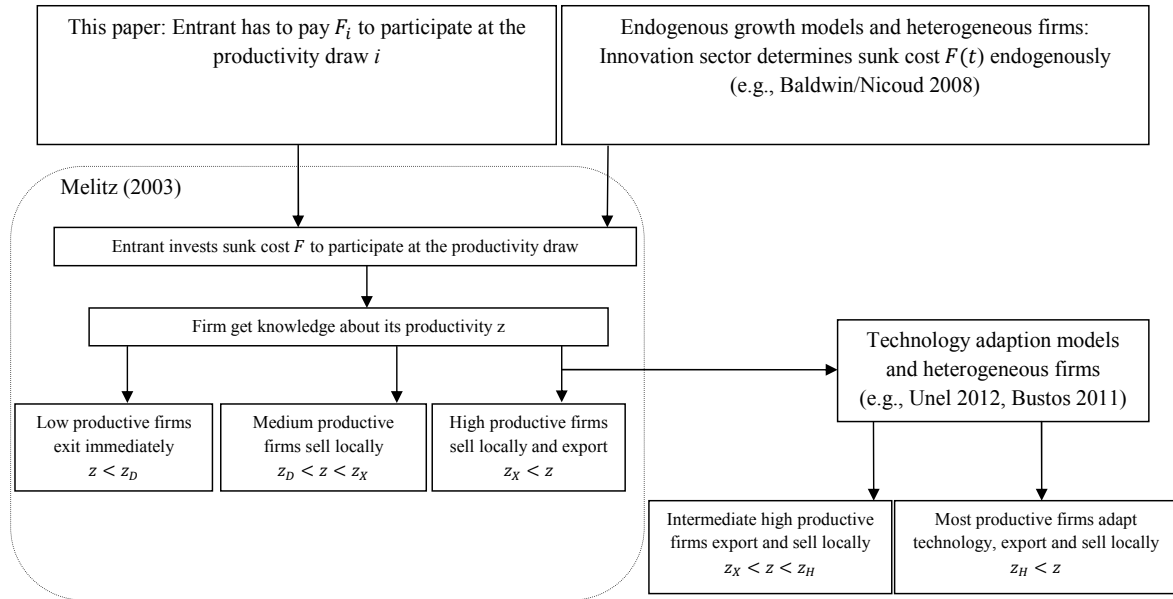 This paper: Entrant has to pay F_i to participate at the
productivity draw i
Endogenous growth models and heterogeneous firms:
Innovation sector determines sunk cost F(t) endogenously
(e.g., Baldwin/Nicoud 2008)
Melitz (2003)
Entrant invests sunk cost F to participate at the productivity draw
Firm get knowledge about its productivity z
Technology adaption models
and heterogeneous firms
(e.g., Unel 2012, Bustos 2011)
Low productive firms
exit immediately
z < z_D
Medium productive
firms sell locally
z_D < z < z_X
High productive firms
sell locally and export
z_X < z
Intermediate high productive
firms export and sell locally
z_X < z < z_H
Most productive firms adapt
technology, export and sell locally
z_H < z